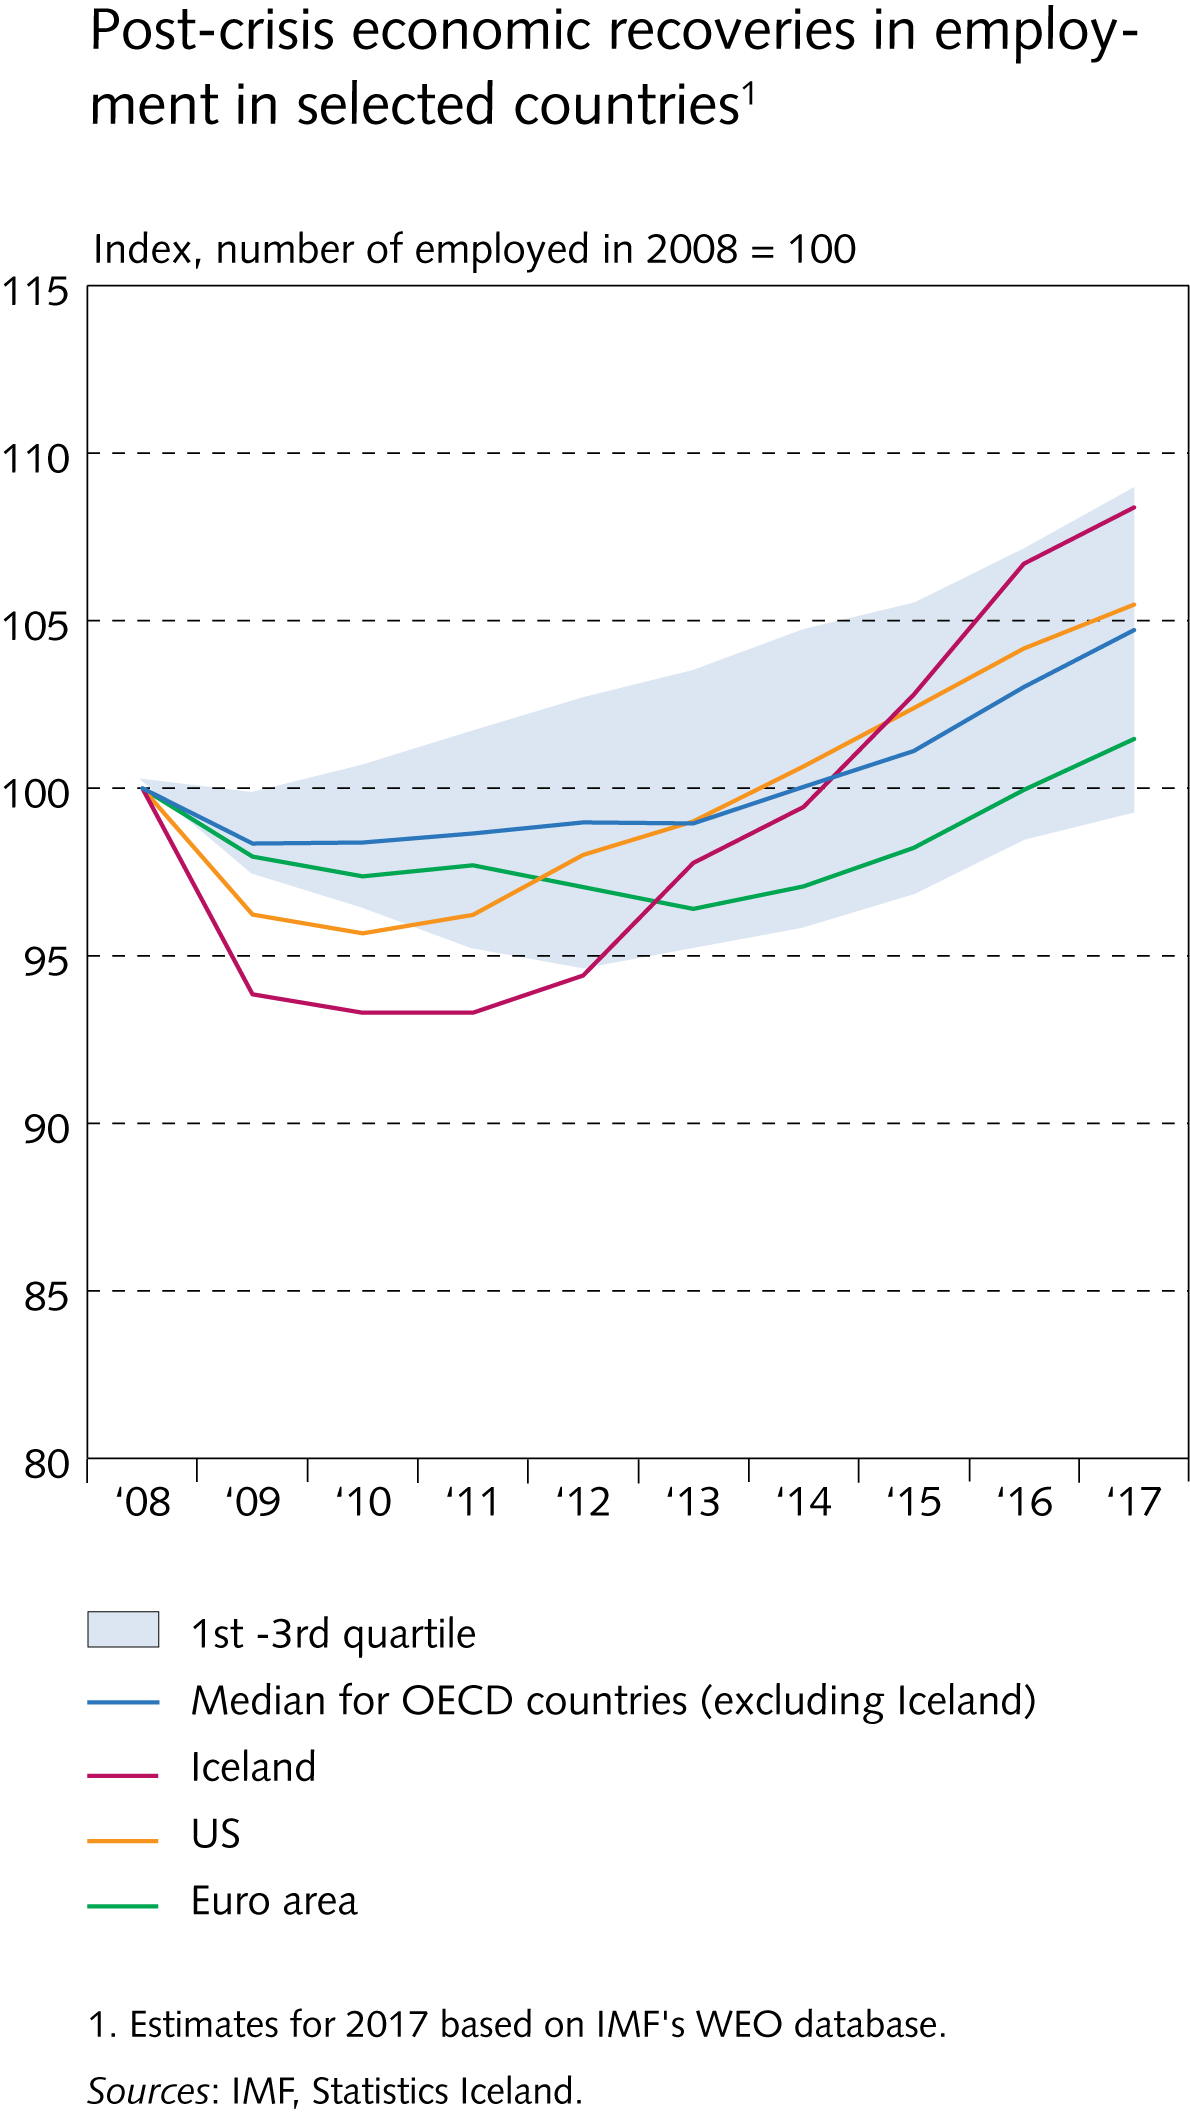 Post-crisis economic recoveries in employ-
ment in selected countries¹
Index, number of employed in 2008 = 100
115
110
105
100
95
90
85
80
‘08 ‘09 ‘10 ‘11 ‘12 ‘13 ‘14 ‘15 ‘16 ‘17
1st -3rd quartile
Median for OECD countries (excluding Iceland)
Iceland
US
Euro area
1. Estimates for 2017 based on IMF's WEO database.
Sources: IMF, Statistics Iceland.